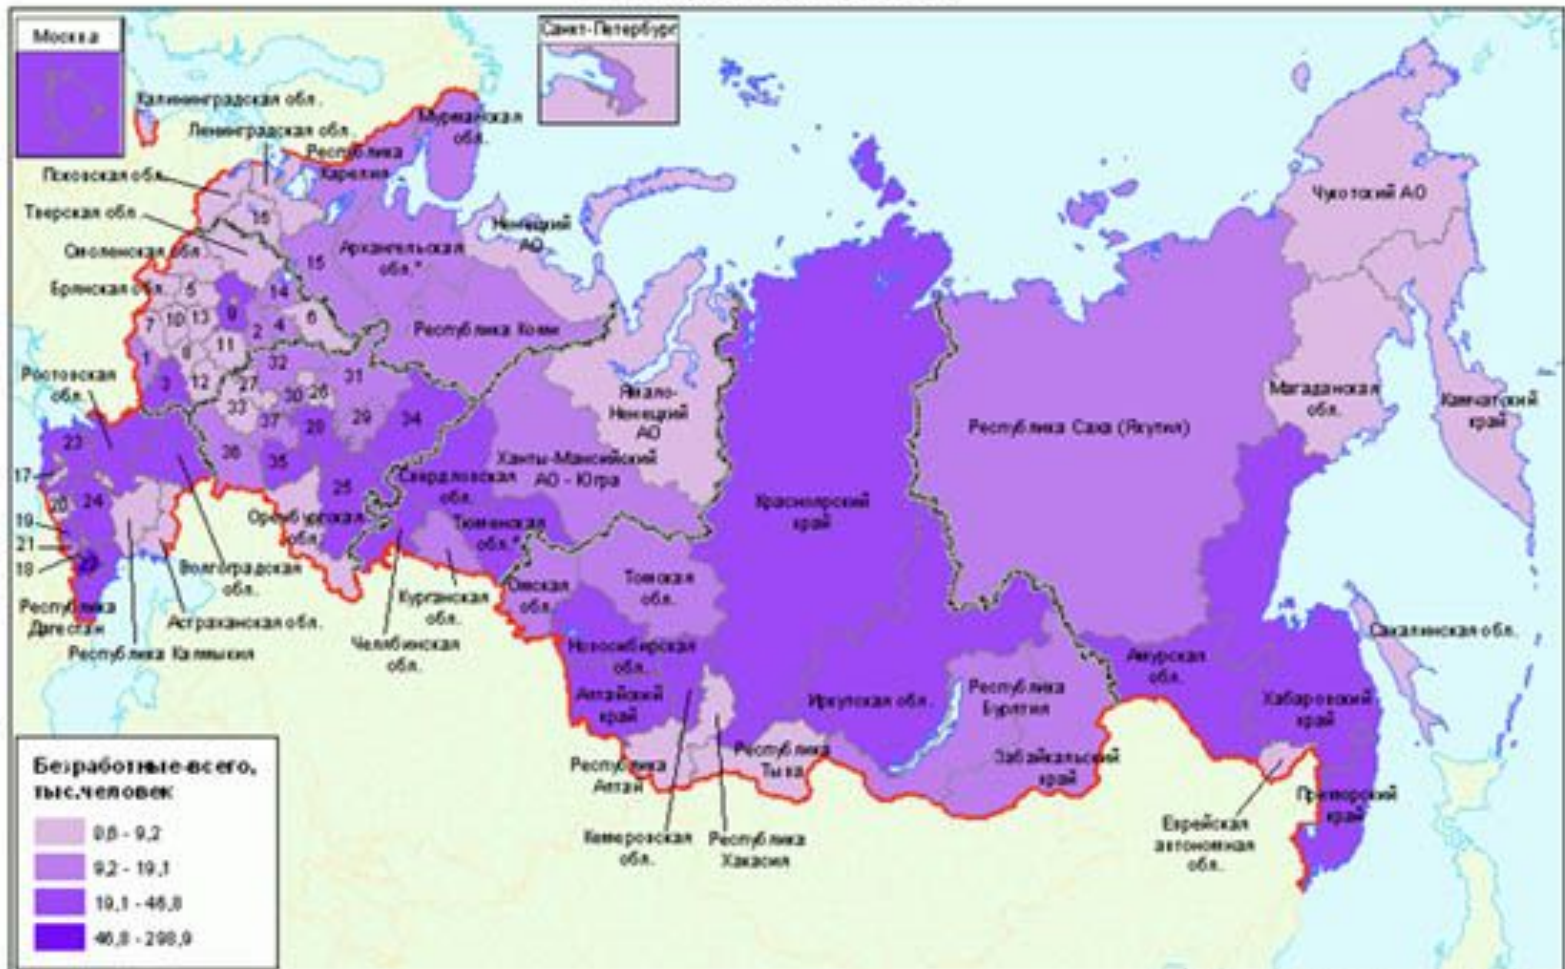 Москва
Санкт-Петербург
Калининградская обл.
Мурманская
обл.
Ленинградская обл.
Республика
Карелия
Псковская обл.
Тверская обл.
Ненецкий
АО
Чукотский АО
16
Смоленская обл.
Архангельская
обл.*
15
Брянская обл.
5
14
9
7
10
13
2
4
6
Республика Коми
11
8
1
32
Ростовская
обл.
3
12
27
31
30
26
33
Ямало-
Ненецкий
АО
Магаданская
обл.
Камчатский
край
37
28
29
34
23
Республика Саха (Якутия)
36
35
Ханты-Мансийский
АО - Югра
17
Свердловская
обл.
25
20
24
Красноярский
край
19
Оренбургская
обл.
Тюменская
обл.*
21
18
22
Волгоградская
обл.
Томская
обл.
Омская
обл.
Курганская
обл.
Республика
Дагестан
Астраханская обл.
Сахалинская обл.
Республика Калмыкия
Челябинская
обл.
Новосибирская
обл.
Амурская
обл.
Алтайский
край
Иркутская обл.
Республика
Бурятия
Хабаровский
край
Республика
Алтай
Республика
Тыва
Забайкальский
край
Приморский
край
Кемеровская
обл.
Республика
Хакасия
Еврейская
автономная
обл.
Безработные-всего,
тыс.человек
0,6 - 9,2
9,2 - 19,1
19,1 - 46,8
46,8 - 298,9